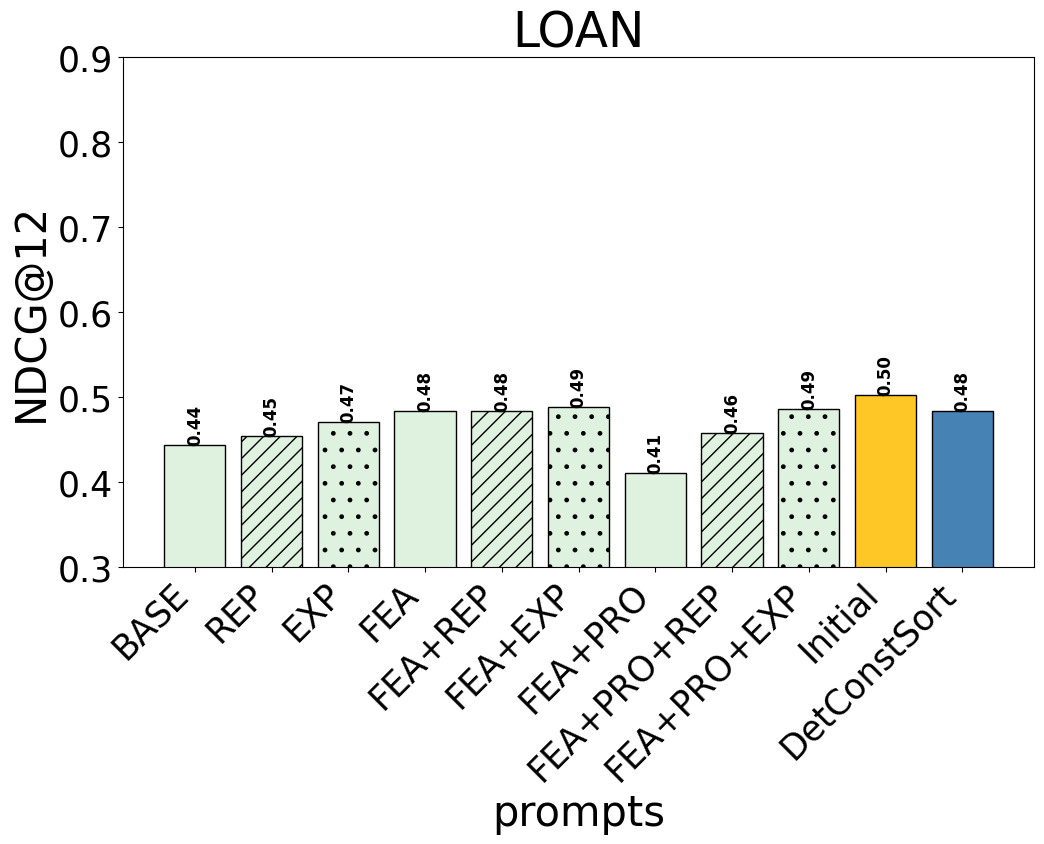 LOAN
NDCG@12
0.9
0.8
0.7
0.6
0.5
0.4
0.3
0.44
0.45
0.47
0.48
0.48
0.49
0.41
0.46
0.49
0.50
0.48
BASE
REP
EXP
FEA
FEA+REP
FEA+EXP
FEA+PRO
FEA+PRO+REP
FEA+PRO+EXP
Initial
DetConstSort
prompts